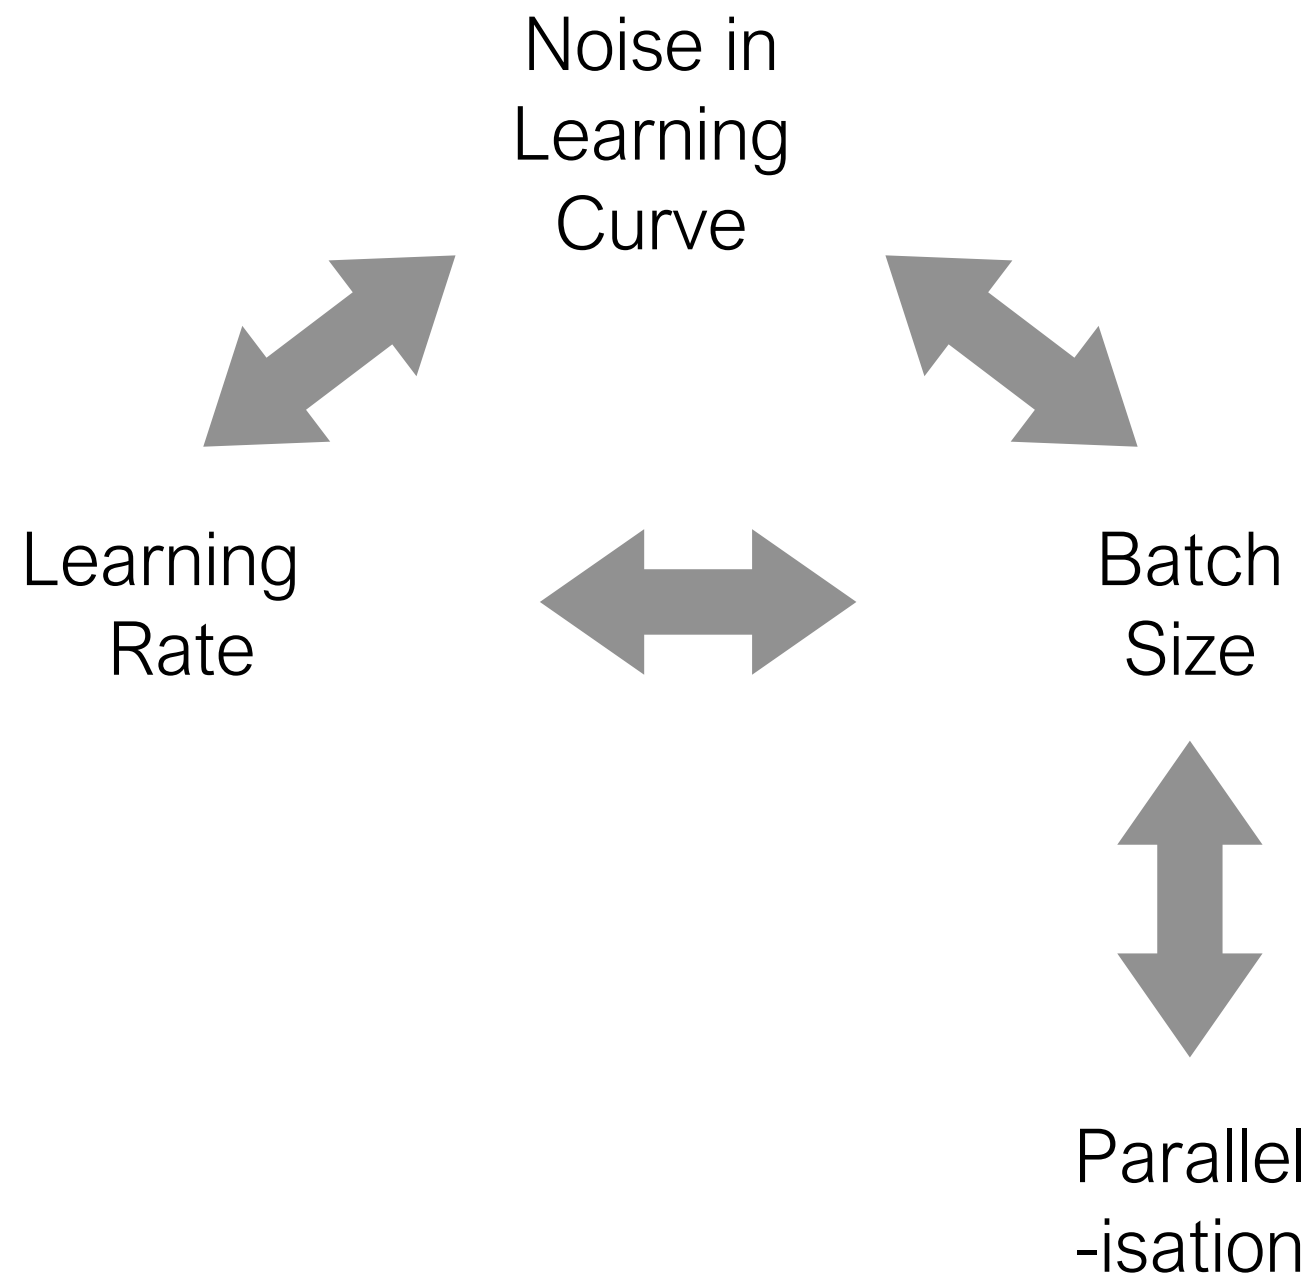 Noise in
Learning
Curve
Learning
Rate
Batch
Size
Parallel
-isation